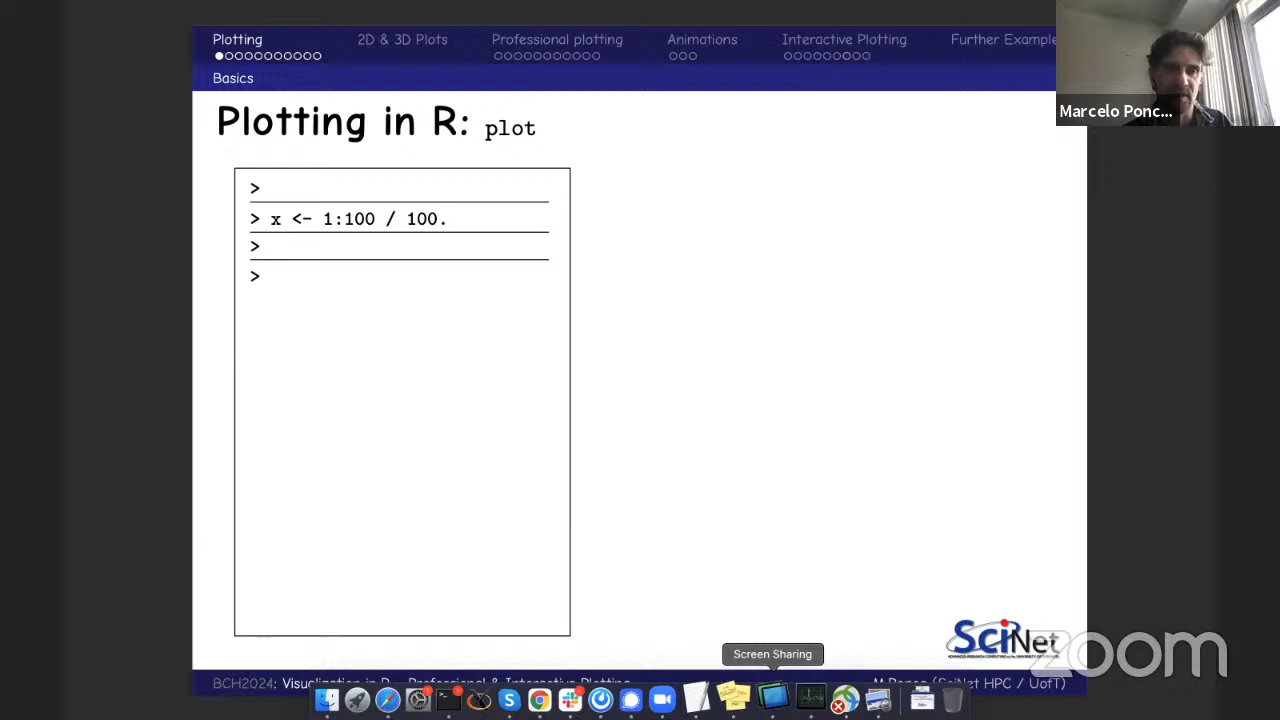 Plotting 2D & 3D Plots Professional plotting Animations Interactive Plotting Further Example
Basics
Marcelo Ponc...
Plotting in R: plot
>
> x <- 1:100 / 100.
>
>
SciNet
zoom
Screen Sharing
BCH2024: Visualization in R - Professional & Interactive Plotting M.Ponce (SciNet HPC / UofT)